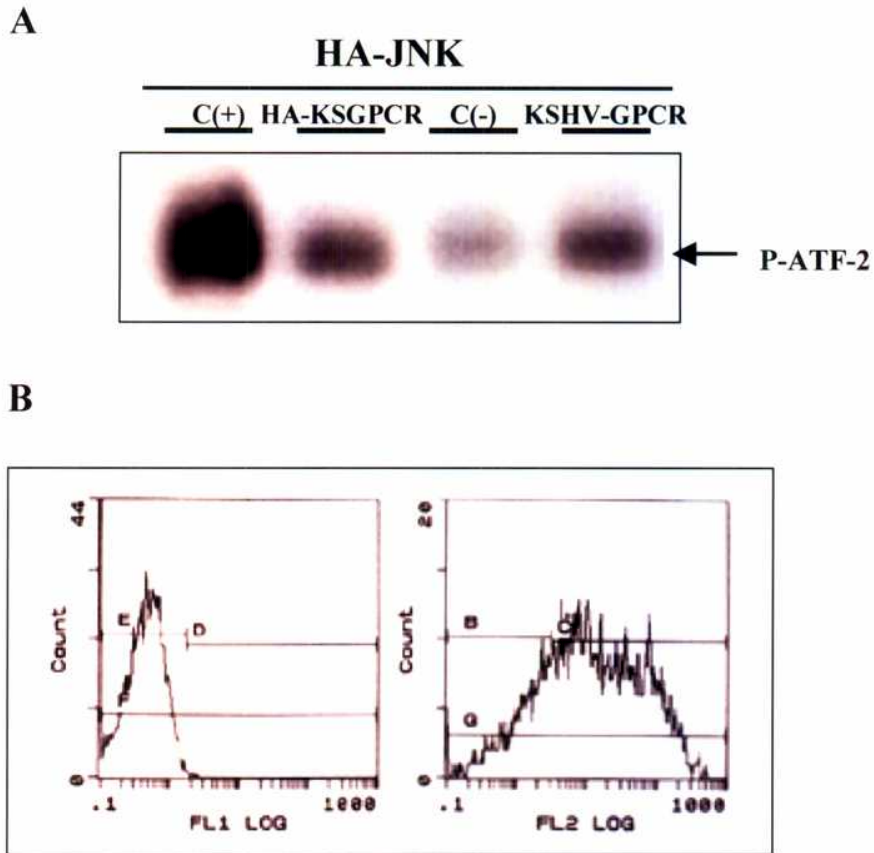 A
HA-JNK
C(+) HA-KSGPCR C(-) KSHV-GPCR
P-ATF-2
B
44
Count
0
E
D
F
.1 1000
FL1 LOG
20
Count
0
B
C
G
.1 1000
FL2 LOG